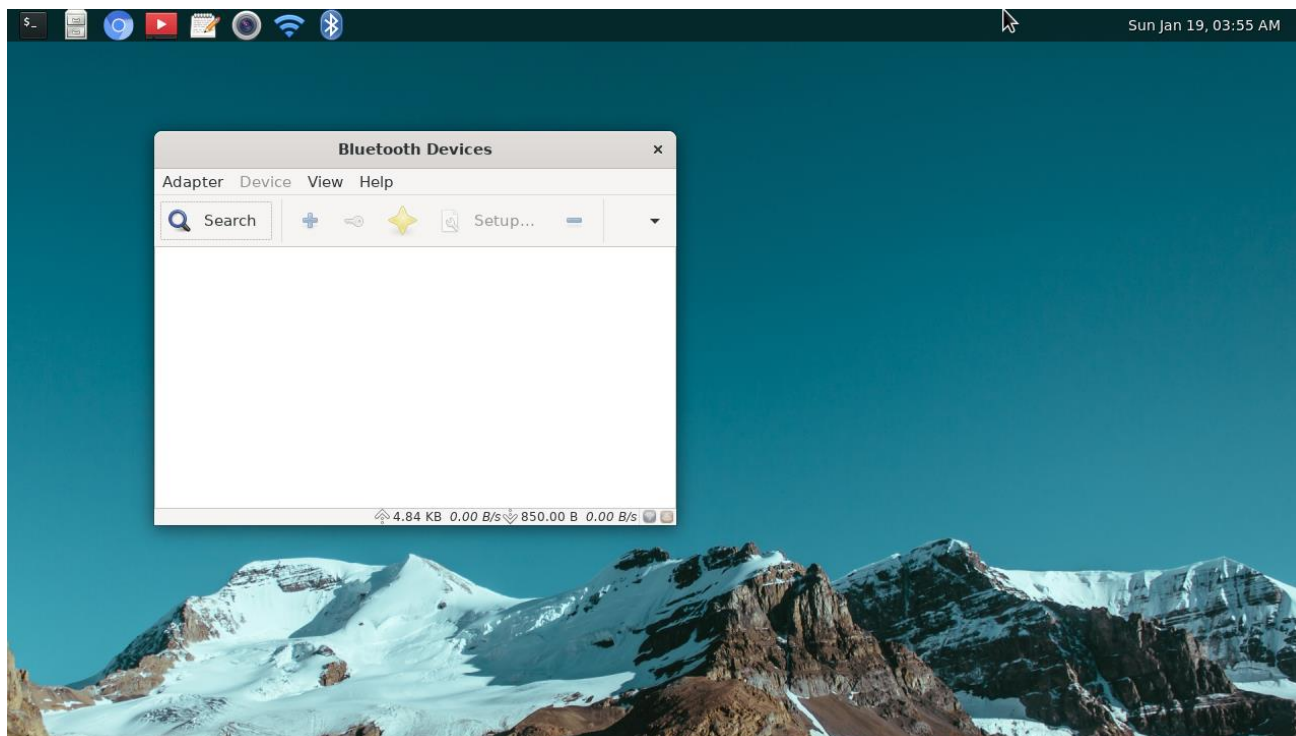 $_
Sun Jan 19, 03:55 AM
Bluetooth Devices
Adapter Device View Help
Search Setup...
4.84 KB 0.00 B/s 850.00 B 0.00 B/s